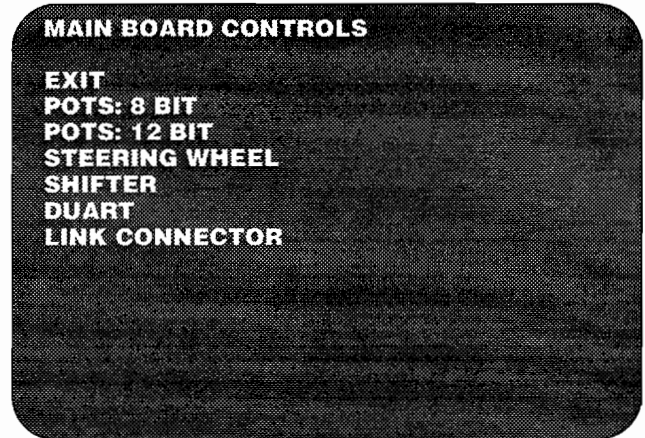 MAIN BOARD CONTROLS
EXIT
POTS: 8 BIT
POTS: 12 BIT
STEERING WHEEL
SHIFTER
DUART
LINK CONNECTOR